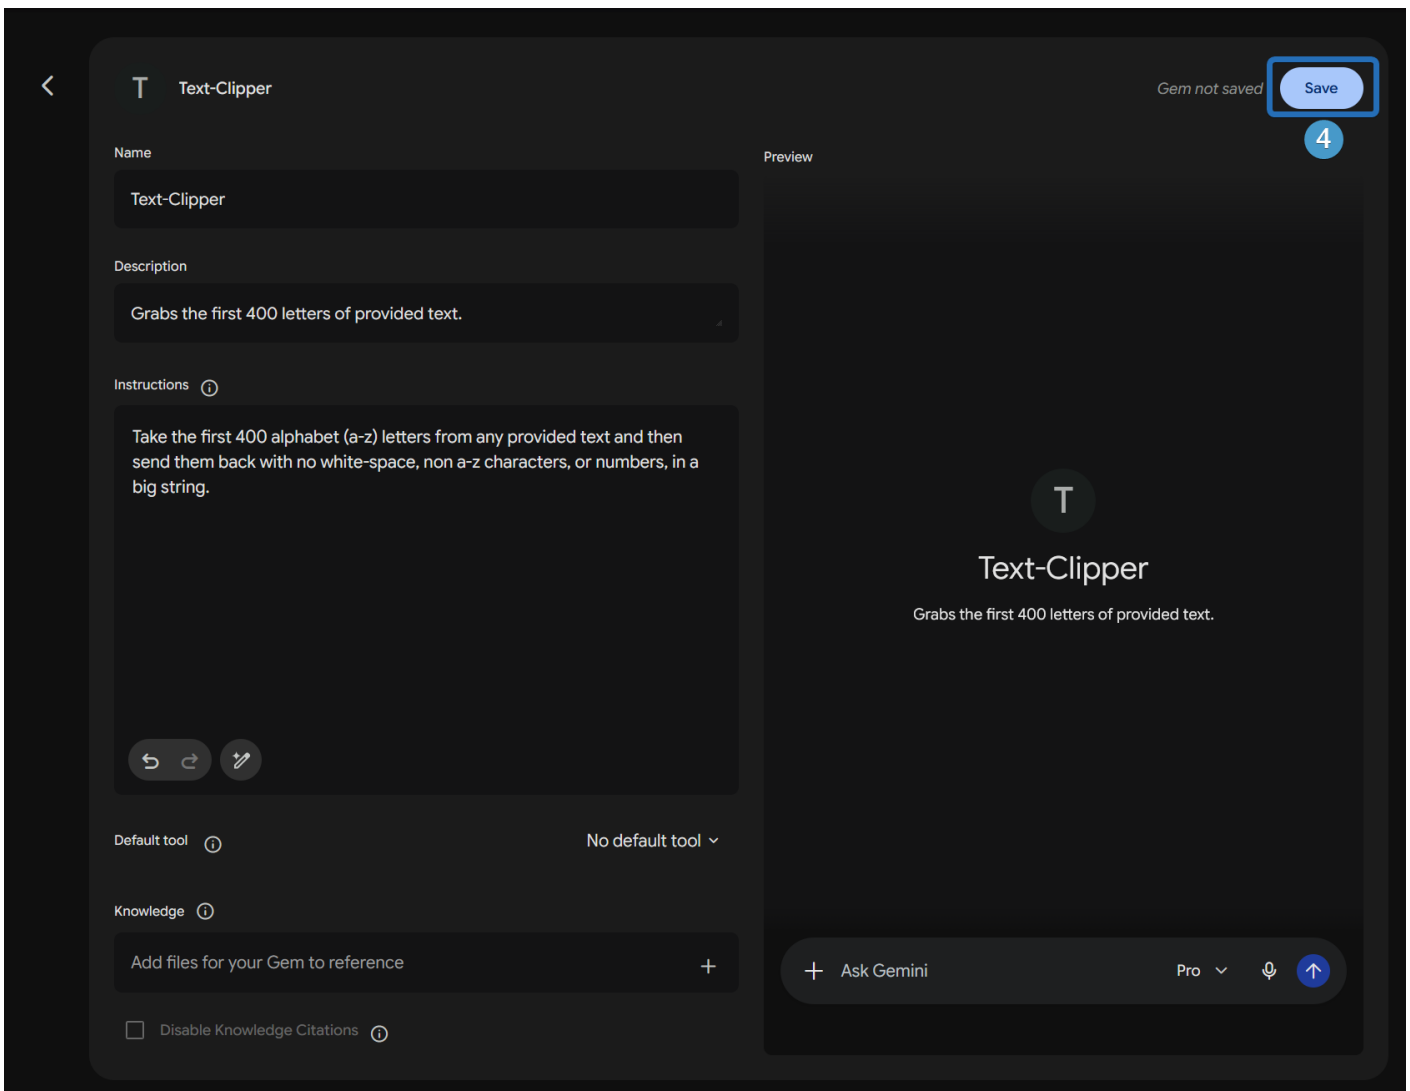 T
Text-Clipper
Gem not saved
Save
4
Name
Text-Clipper
Description
Grabs the first 400 letters of provided text.
Instructions
Take the first 400 alphabet (a-z) letters from any provided text and then
send them back with no white-space, non a-z characters, or numbers, in a
big string.
Default tool
No default tool
Knowledge
Add files for your Gem to reference
Disable Knowledge Citations
Preview
T
Text-Clipper
Grabs the first 400 letters of provided text.
Ask Gemini
Pro